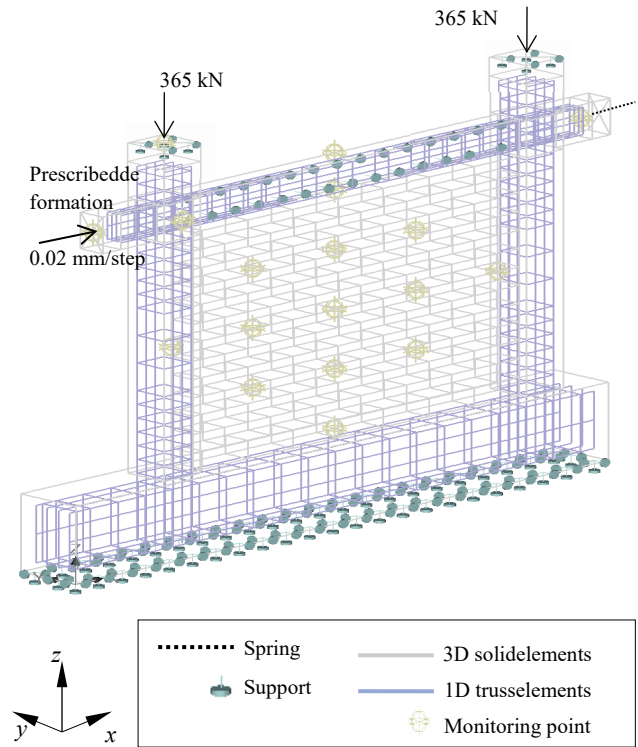 365 kN
365 kN
Prescribedde
formation
0.02 mm/step
z
y
x
Spring
3D solidelements
Support
1D trusselements
Monitoring point